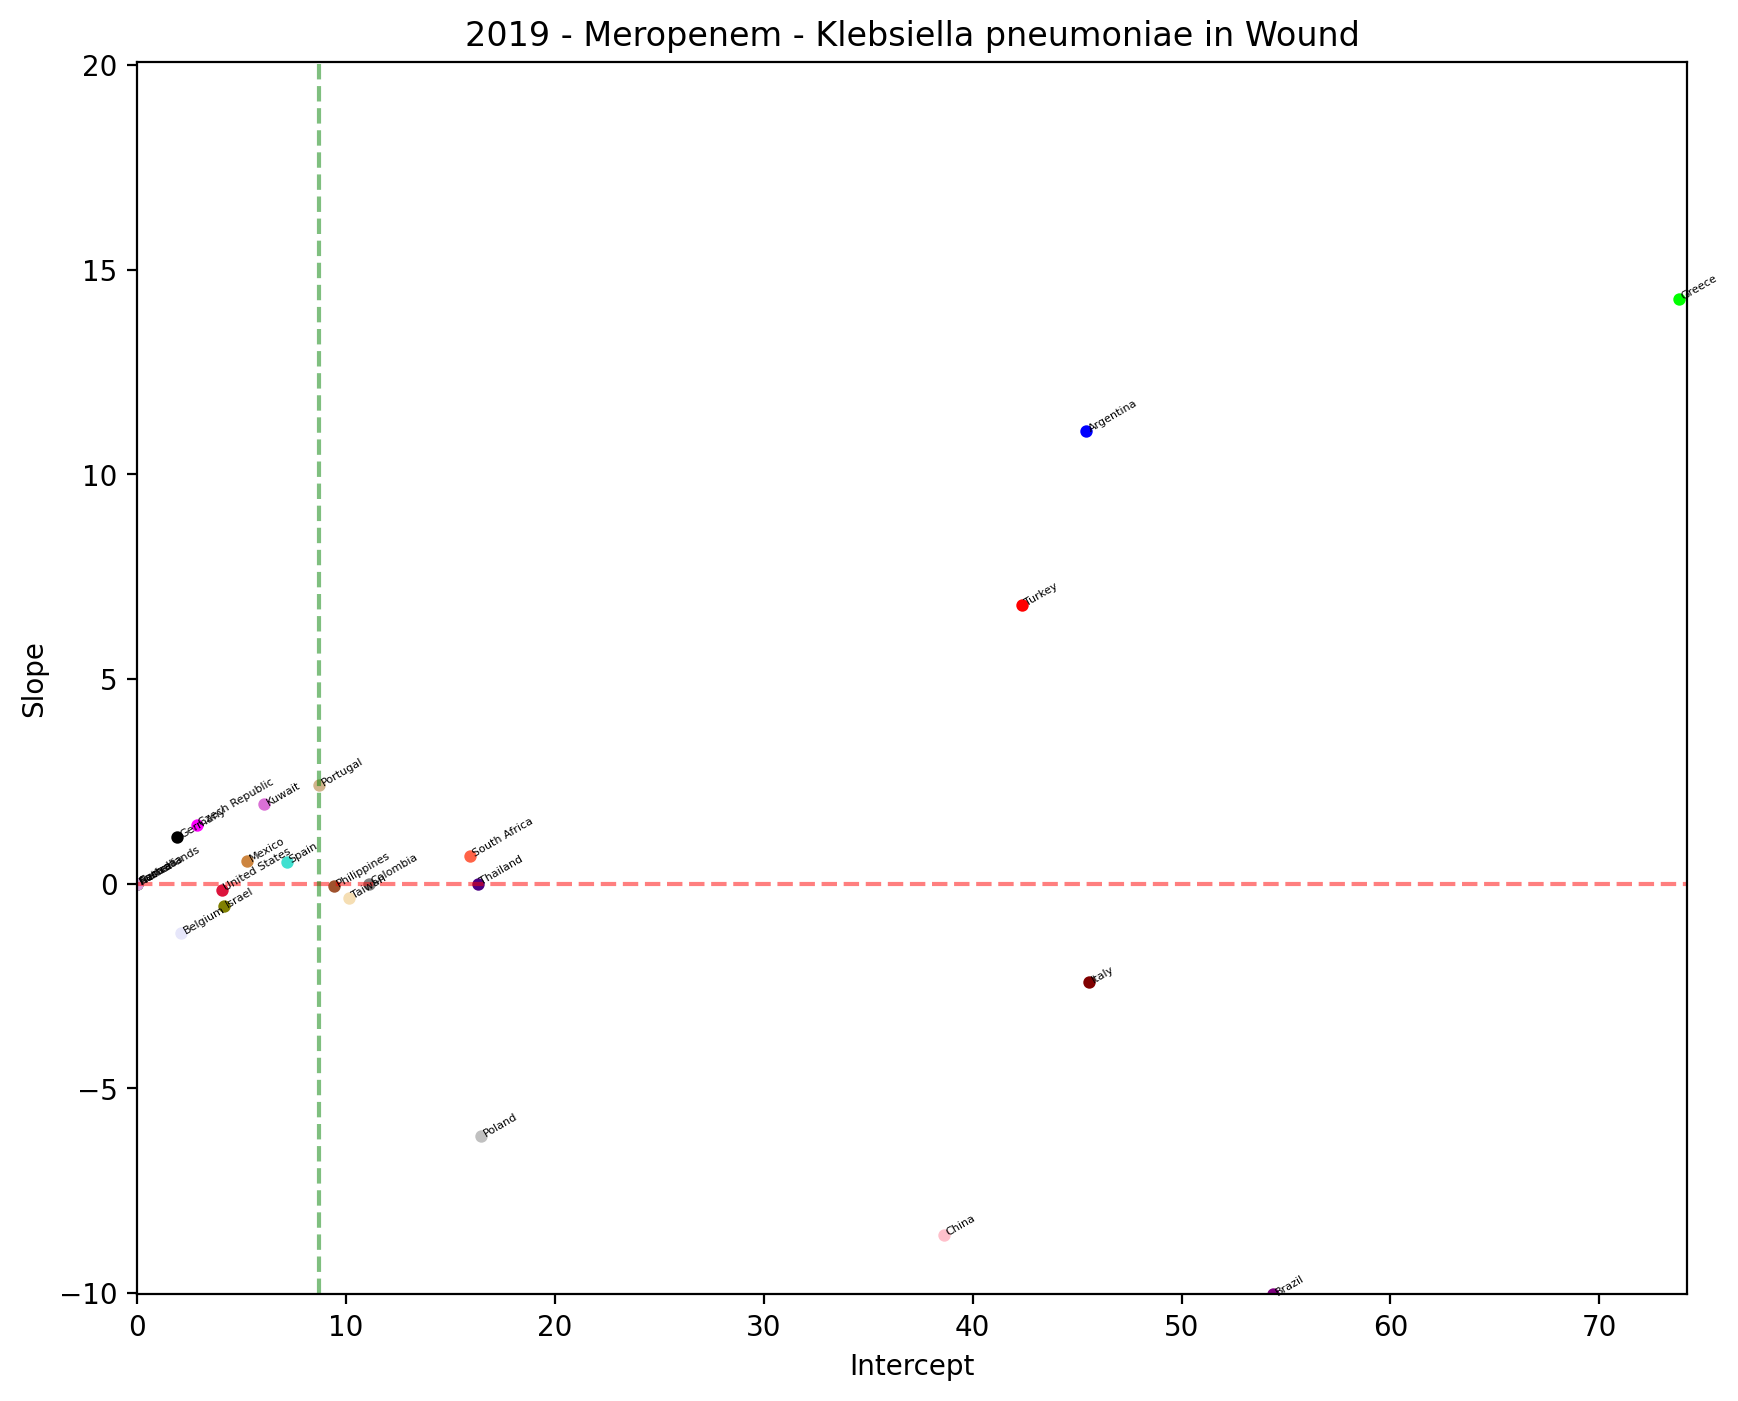 2019 - Meropenem - Klebsiella pneumoniae in Wound
20
15
10
5
0
−5
−10
Slope
Greece
Argentina
Turkey
Portugal
Kuwait
Czech Republic
Germany
South Africa
Mexico
Spain
United States
Philippines
Colombia
Taiwan
Thailand
Israel
Belgium
Italy
Poland
China
Brazil
0
10
20
30
40
50
60
70
Intercept